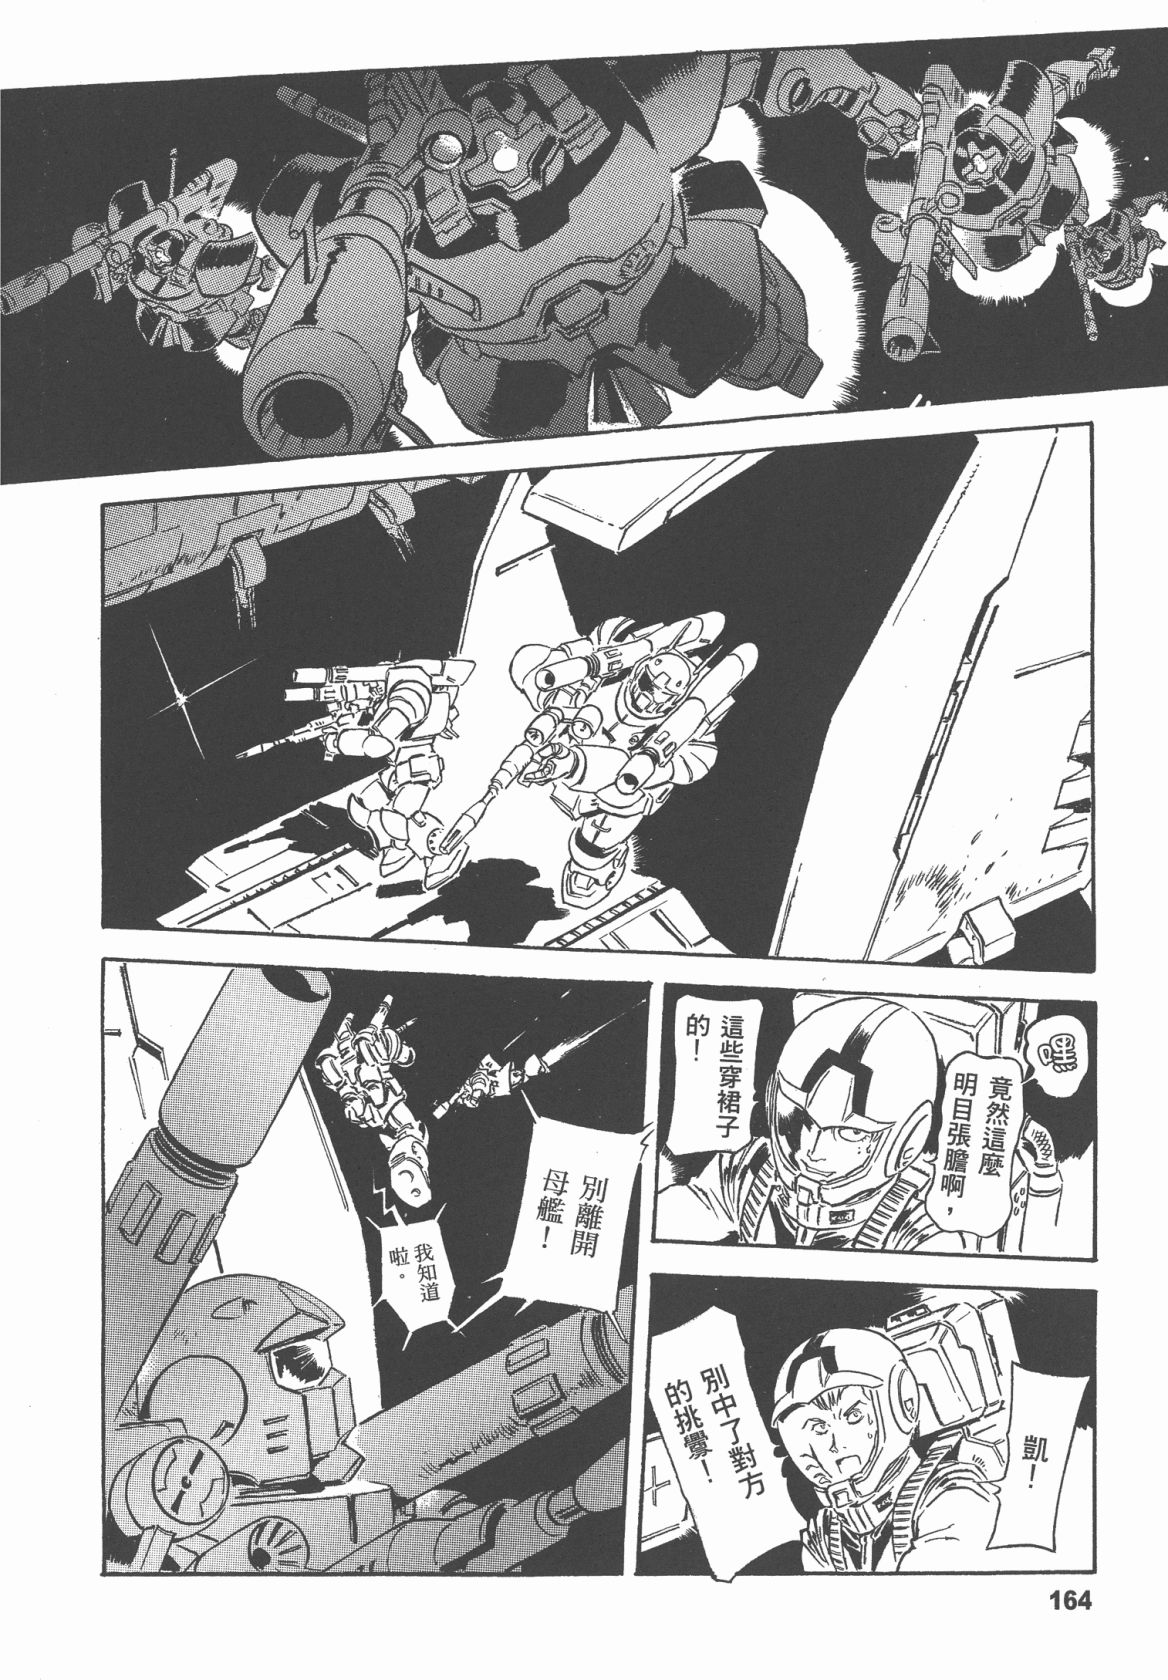 嘿
竟然這麼
明目張膽啊，
這些穿裙子
的！
凱！
別中了對方
的挑釁！
別離開
母艦！
我知道
啦。
164